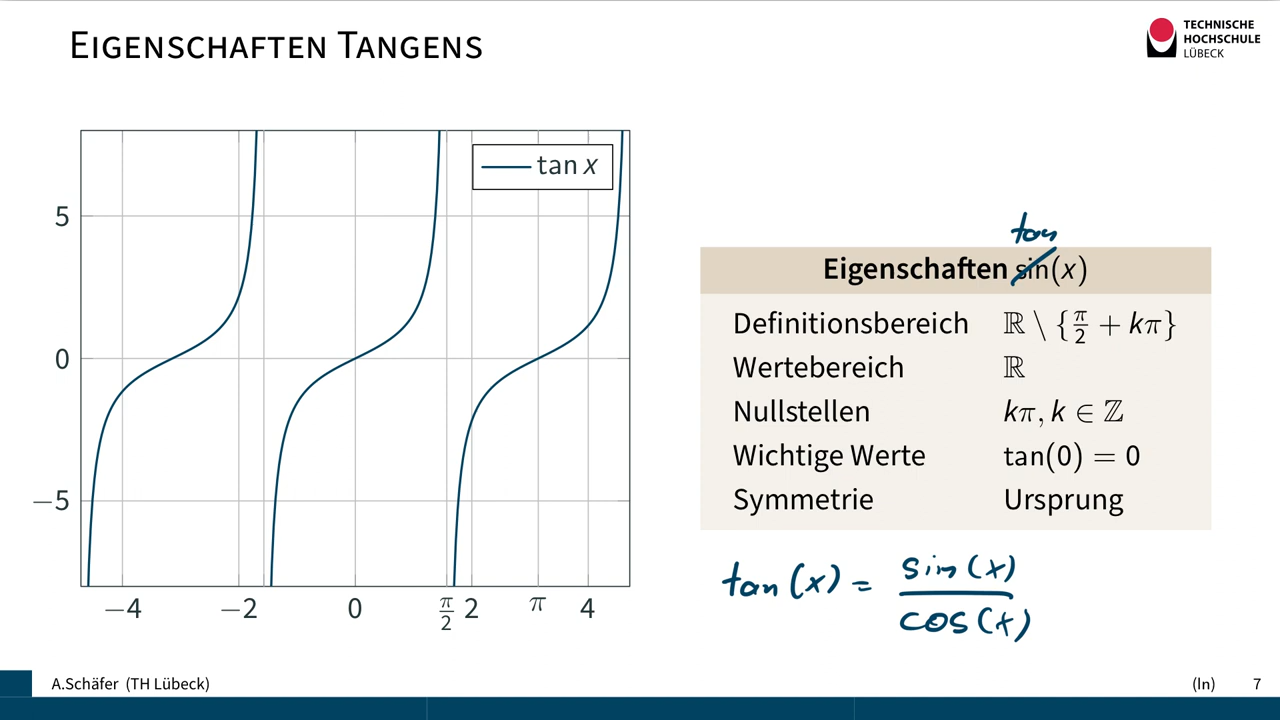 EIGENSCHAFTEN TANGENS
TECHNISCHE
HOCHSCHULE
LÜBECK
tan x
5
0
−5
−4
−2
0
π/2
2
π
4
tan
Eigenschaften sin(x)
Definitionsbereich ℝ \ {π/2 + kπ}
Wertebereich ℝ
Nullstellen kπ, k ∈ ℤ
Wichtige Werte tan(0) = 0
Symmetrie Ursprung
tan(x) = sin(x)/cos(x)
A.Schäfer (TH Lübeck)
(In) 7